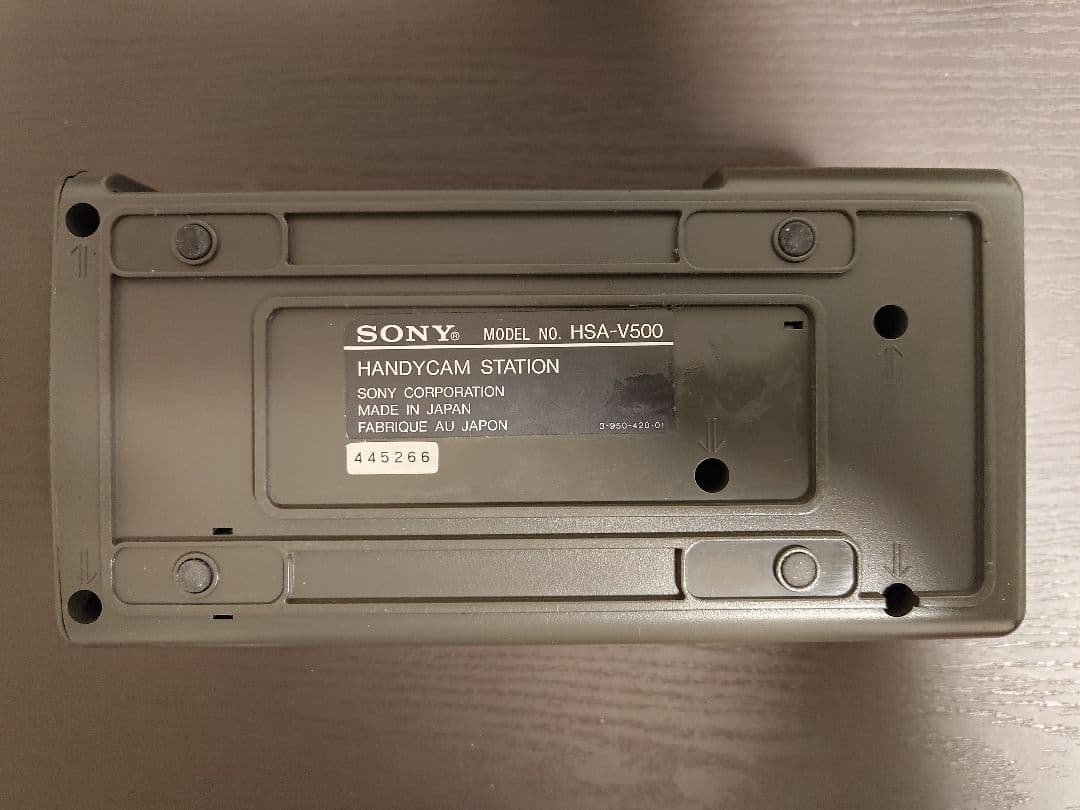 SONY® MODEL NO. HSA-V500
HANDYCAM STATION
SONY CORPORATION
MADE IN JAPAN
FABRIQUE AU JAPON 3-950-420-01
445266